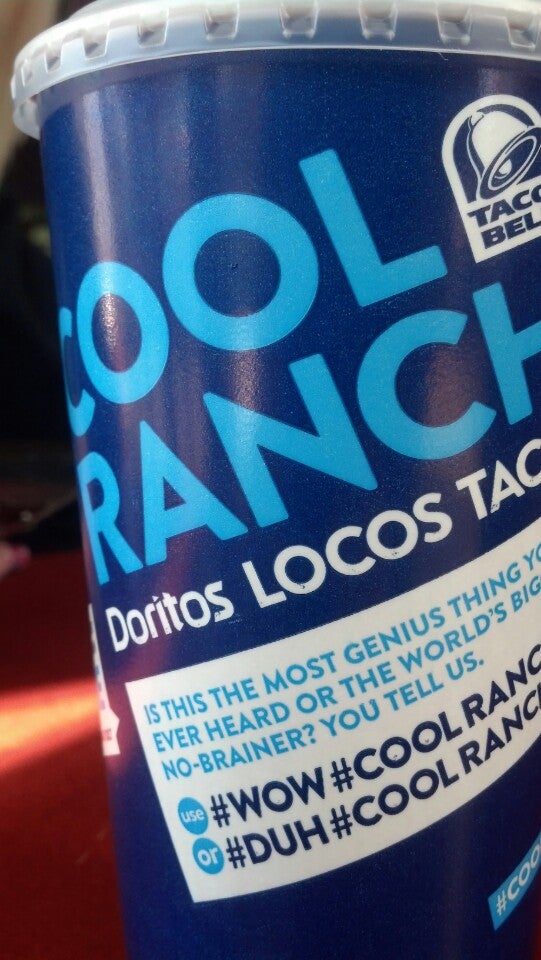 TACO
BELL
COOL
RANCH
Doritos LOCOS TAC
IS THIS THE MOST GENIUS THING YO
EVER HEARD OR THE WORLD'S BIG
NO-BRAINER? YOU TELL US.
use #WOW #COOL RANC
or #DUH #COOL RANC
#COO